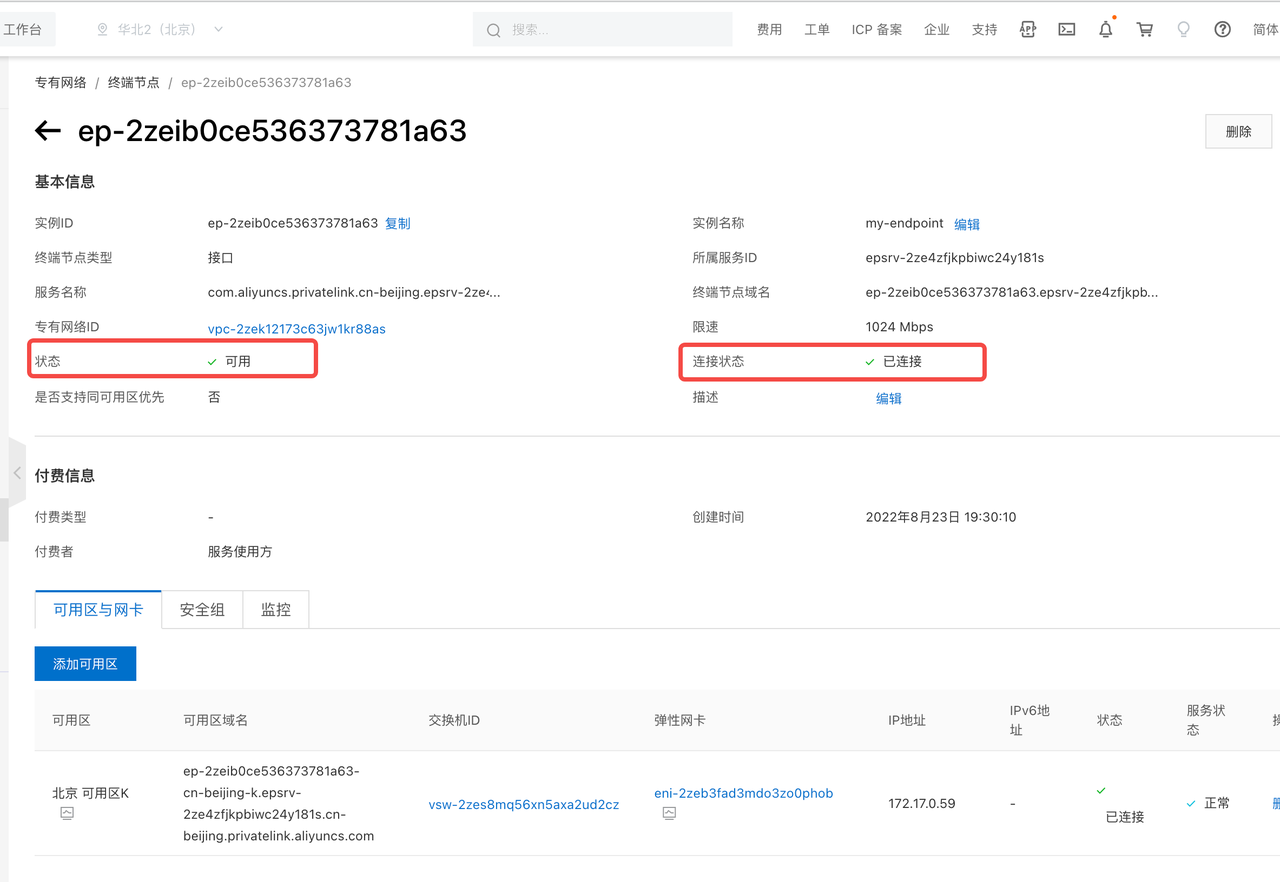 工作台 华北2（北京） 搜索... 费用 工单 ICP 备案 企业 支持 简体
专有网络 / 终端节点 / ep-2zeib0ce536373781a63
ep-2zeib0ce536373781a63 删除
基本信息
实例ID ep-2zeib0ce536373781a63 复制 实例名称 my-endpoint 编辑
终端节点类型 接口 所属服务ID epsrv-2ze4zfjkpbiwc24y181s
服务名称 com.aliyuncs.privatelink.cn-beijing.epsrv-2ze... 终端节点域名 ep-2zeib0ce536373781a63.epsrv-2ze4zfjkpb...
专有网络ID vpc-2zek12173c63jw1kr88as 限速 1024 Mbps
状态 可用 连接状态 已连接
是否支持同可用区优先 否 描述 编辑
付费信息
付费类型 - 创建时间 2022年8月23日 19:30:10
付费者 服务使用方
可用区与网卡 安全组 监控
添加可用区
可用区 可用区域名 交换机ID 弹性网卡 IP地址 IPv6地址 状态 服务状态
北京 可用区K
ep-2zeib0ce536373781a63-
cn-beijing-k.epsrv-
2ze4zfjkpbiwc24y181s.cn-
beijing.privatelink.aliyuncs.com
vsw-2zes8mq56xn5axa2ud2cz
eni-2zeb3fad3mdo3zo0phob
172.17.0.59
-
已连接
正常